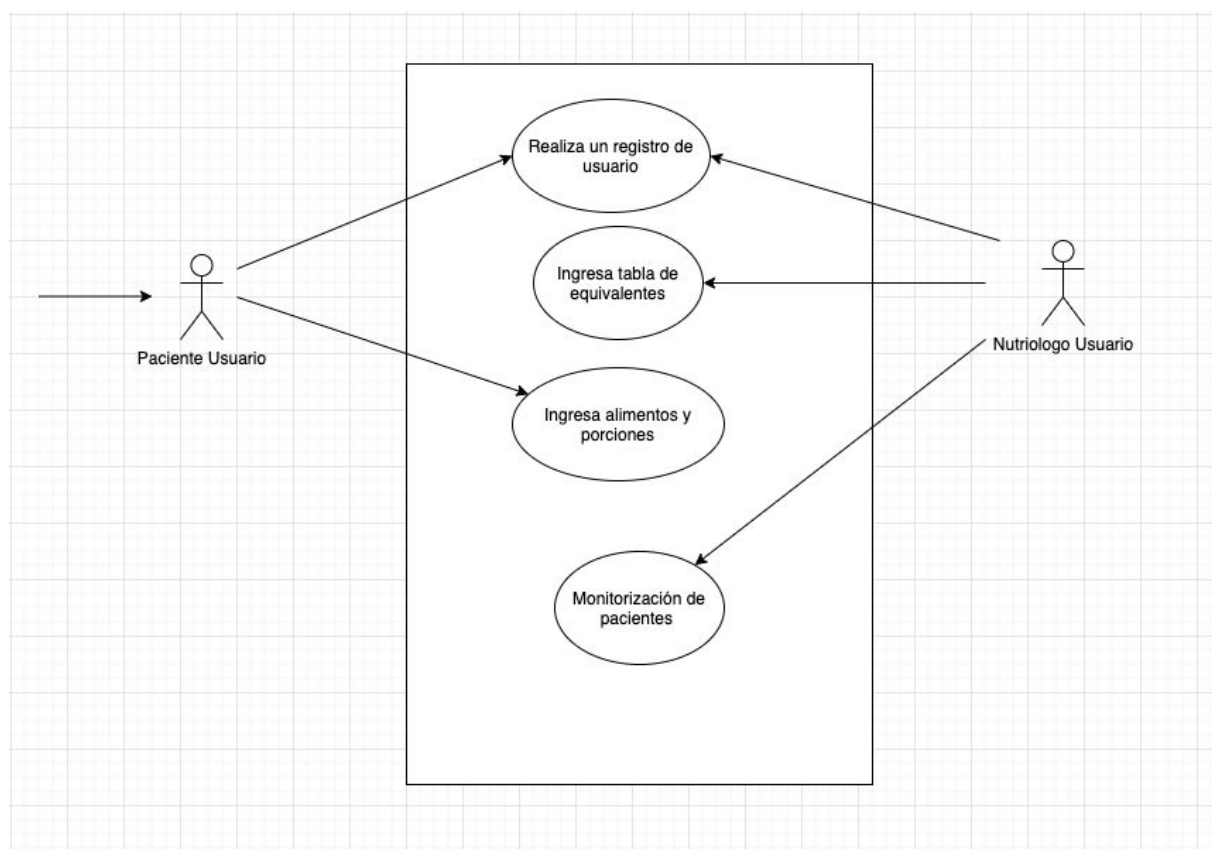 Realiza un registro de
usuario
Ingresa tabla de
equivalentes
Paciente Usuario
Nutriologo Usuario
Ingresa alimentos y
porciones
Monitorización de
pacientes